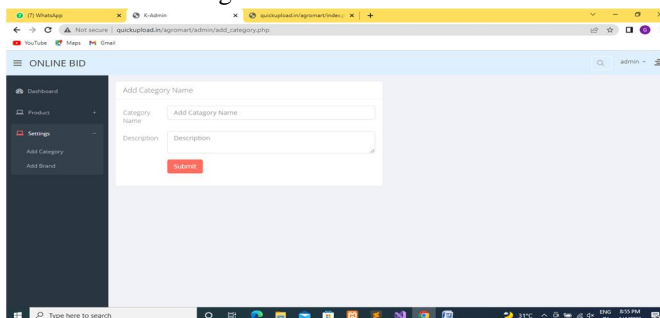 (7) WhatsApp
K-Admin
quickupload.in/agromart/index.p
Not secure | quickupload.in/agromart/admin/add_category.php
YouTube Maps Gmail
ONLINE BID
admin
Dashboard
Product +
Settings -
Add Category
Add Brand
Add Category Name
Category Name
Add Catagory Name
Description
Description
Submit
Type here to search
31°C
ENG
8:55 PM